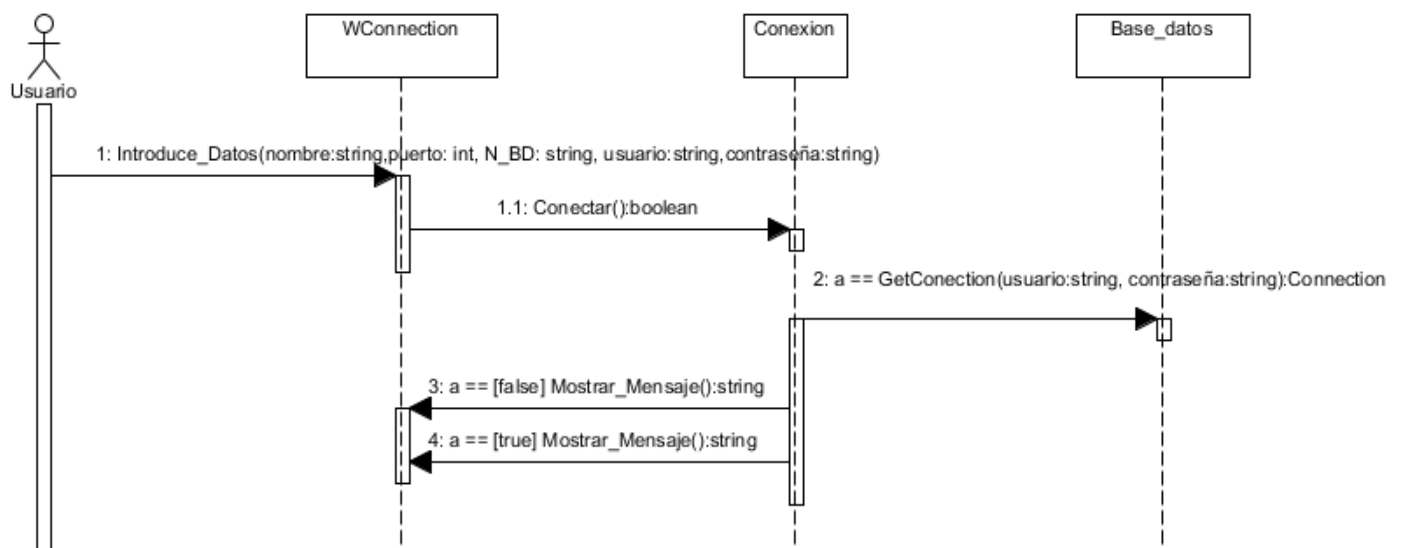 WConnection
Conexion
Base_datos
Usuario
1: Introduce_Datos(nombre:string,puerto: int, N_BD: string, usuario:string,contraseña:string)
1.1: Conectar():boolean
2: a == GetConection(usuario:string, contraseña:string):Connection
3: a == [false] Mostrar_Mensaje():string
4: a == [true] Mostrar_Mensaje():string